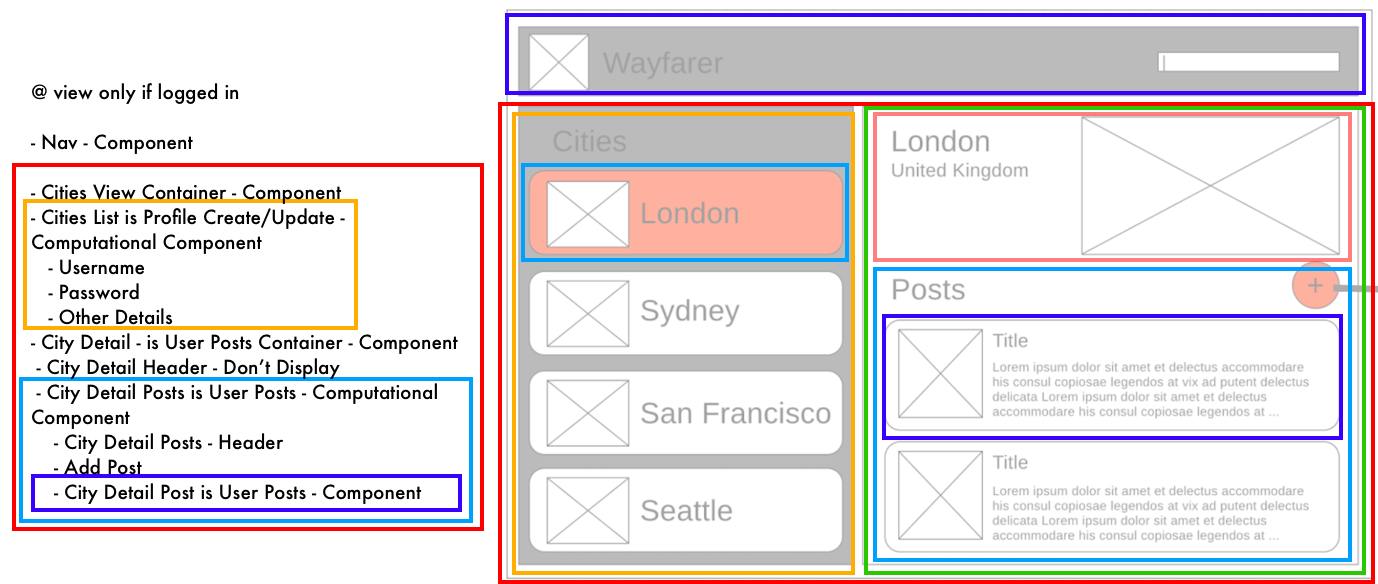 @ view only if logged in
- Nav - Component
- Cities View Container - Component
- Cities List is Profile Create/Update -
Computational Component
- Username
- Password
- Other Details
- City Detail - is User Posts Container - Component
- City Detail Header - Don’t Display
- City Detail Posts is User Posts - Computational
Component
- City Detail Posts - Header
- Add Post
- City Detail Post is User Posts - Component
Wayfarer
Cities
London
Sydney
San Francisco
Seattle
London
United Kingdom
Posts
+
Title
Lorem ipsum dolor sit amet et delectus accommodare
his consul copiosae legendos at vix ad putent delectus
delicata Lorem ipsum dolor sit amet et delectus
accommodare his consul copiosae legendos at ...
Title
Lorem ipsum dolor sit amet et delectus accommodare
his consul copiosae legendos at vix ad putent delectus
delicata Lorem ipsum dolor sit amet et delectus
accommodare his consul copiosae legendos at ...